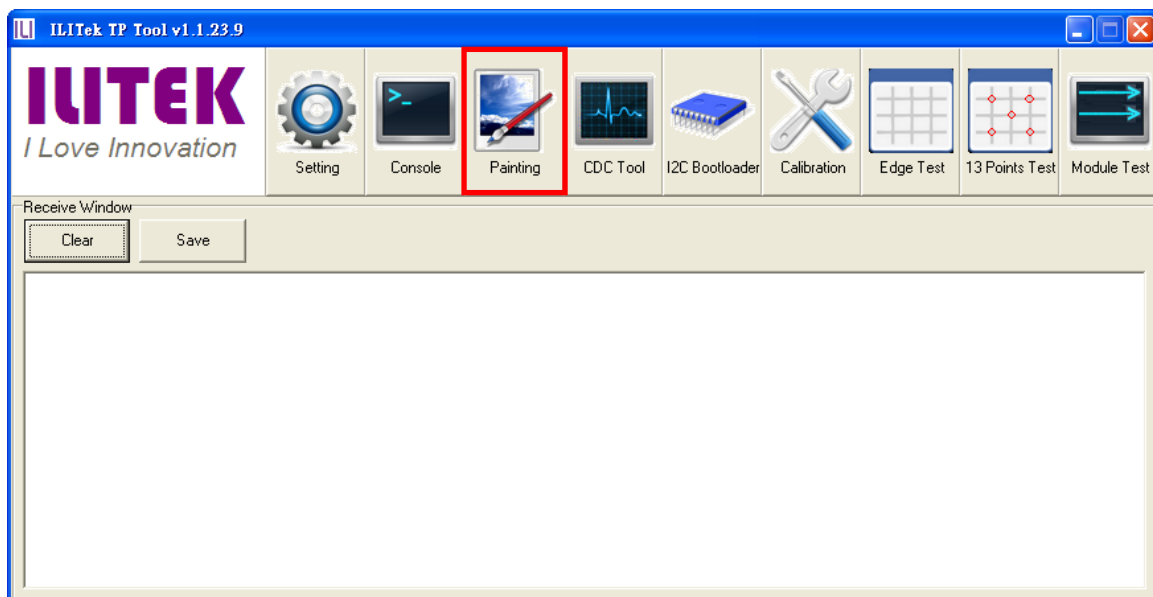 ILITek TP Tool v1.1.23.9
ILITEK
I Love Innovation
Setting
Console
Painting
CDC Tool
I2C Bootloader
Calibration
Edge Test
13 Points Test
Module Test
Receive Window
Clear
Save